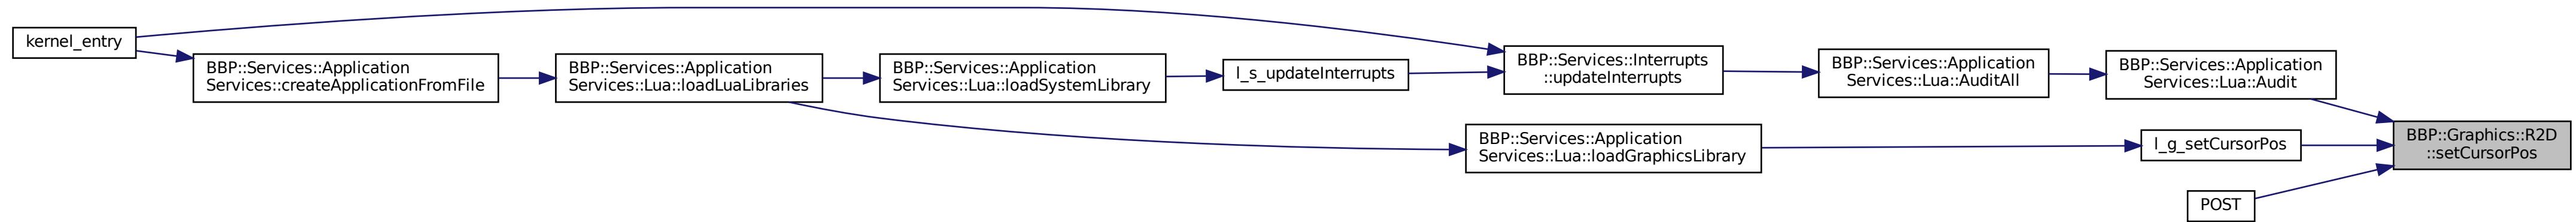 kernel_entry
BBP::Services::Application
Services::createApplicationFromFile
BBP::Services::Application
Services::Lua::loadLuaLibraries
BBP::Services::Application
Services::Lua::loadSystemLibrary
l_s_updateInterrupts
BBP::Services::Interrupts
::updateInterrupts
BBP::Services::Application
Services::Lua::AuditAll
BBP::Services::Application
Services::Lua::Audit
BBP::Graphics::R2D
::setCursorPos
BBP::Services::Application
Services::Lua::loadGraphicsLibrary
l_g_setCursorPos
POST